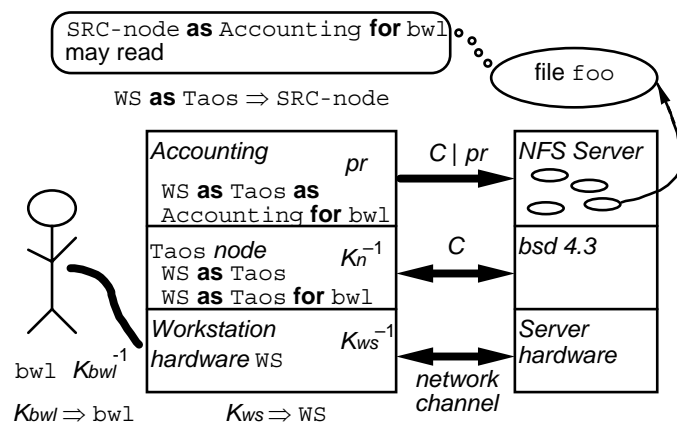 SRC-node as Accounting for bwl
may read
file foo
WS as Taos ⇒ SRC-node
Accounting
pr
WS as Taos as
Accounting for bwl
C | pr
NFS Server
Taos node
Kn⁻¹
WS as Taos
WS as Taos for bwl
C
bsd 4.3
Workstation
hardware WS
Kws⁻¹
Server
hardware
network
channel
bwl Kbwl⁻¹
Kbwl ⇒ bwl
Kws ⇒ WS